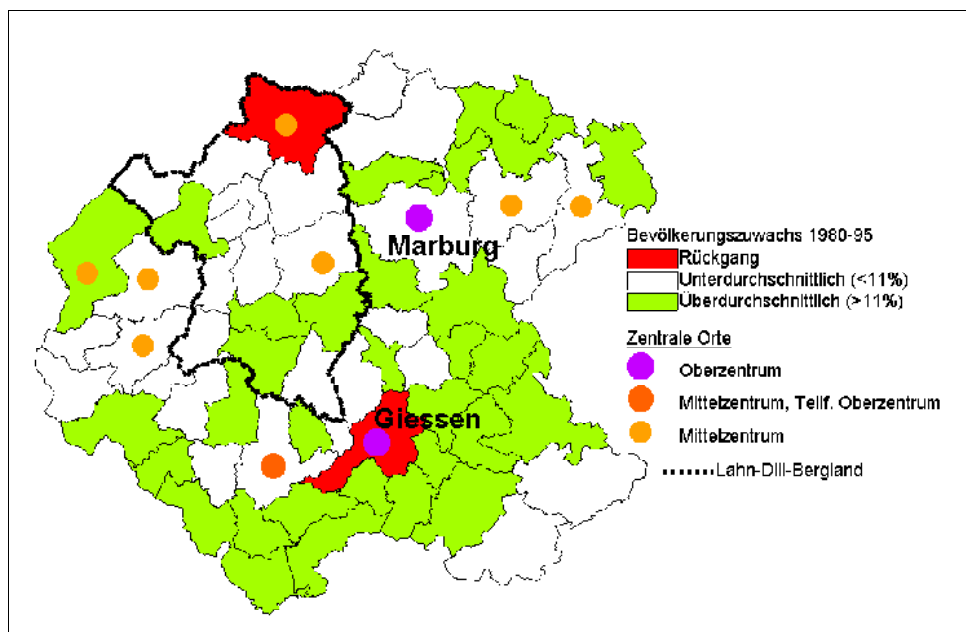 Marburg
Giessen
Bevölkerungszuwachs 1980-95
Rückgang
Unterdurchschnittlich (<11%)
Überdurchschnittlich (>11%)
Zentrale Orte
Oberzentrum
Mittelzentrum, Teilf. Oberzentrum
Mittelzentrum
Lahn-Dill-Bergland